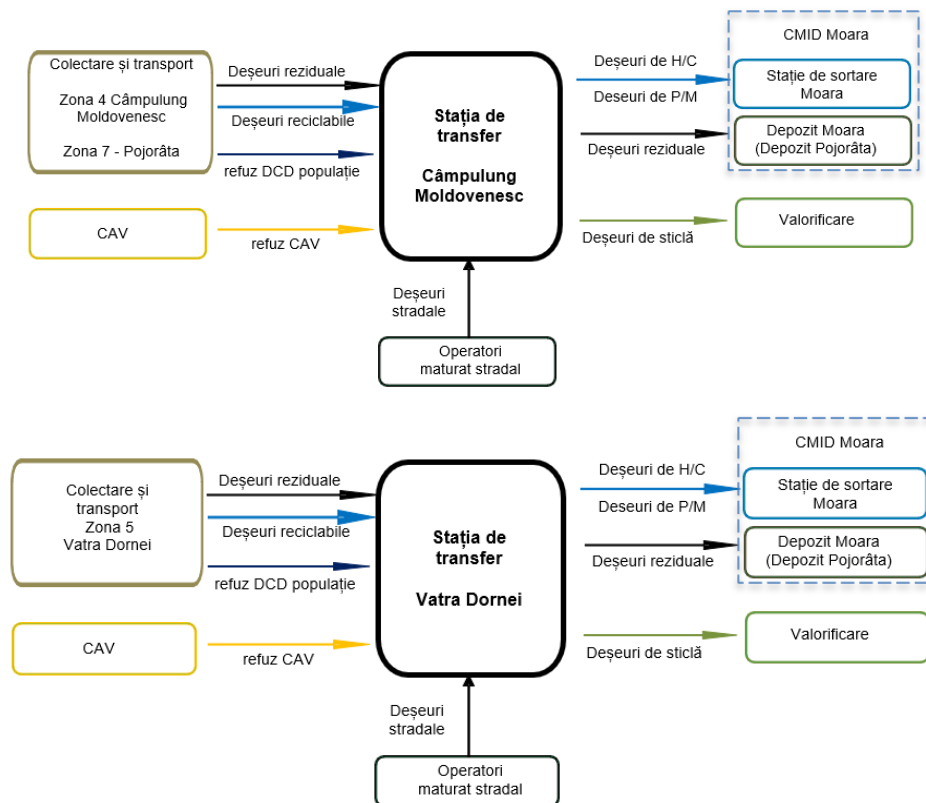 Colectare și transport
Zona 4 Câmpulung
Moldovenesc
Zona 7 - Pojorâta
Deșeuri reziduale
Deșeuri reciclabile
refuz DCD populație
CAV
refuz CAV
Stația de
transfer
Câmpulung
Moldovenesc
Deșeuri
stradale
Operatori
maturat stradal
Deșeuri de H/C
Deseuri de P/M
Deșeuri reziduale
Deșeuri de sticlă
CMID Moara
Stație de sortare
Moara
Depozit Moara
(Depozit Pojorâta)
Valorificare
Colectare și
transport
Zona 5
Vatra Dornei
Deșeuri reziduale
Deșeuri reciclabile
refuz DCD populație
CAV
refuz CAV
Stația de
transfer
Vatra Dornei
Deșeuri
stradale
Operatori
maturat stradal
Deșeuri de H/C
Deseuri de P/M
Deșeuri reziduale
Deșeuri de sticlă
CMID Moara
Stație de sortare
Moara
Depozit Moara
(Depozit Pojorâta)
Valorificare